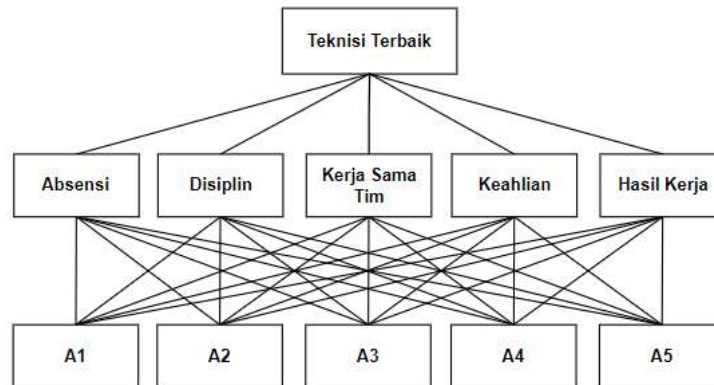 Teknisi Terbaik
Absensi
Disiplin
Kerja Sama
Tim
Keahlian
Hasil Kerja
A1
A2
A3
A4
A5